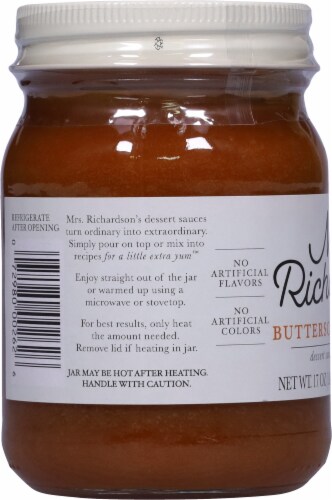 REFRIGERATE
AFTER OPENING
Mrs. Richardson's dessert sauces
turn ordinary into extraordinary.
Simply pour on top or mix into
recipes for a little extra yum™
Enjoy straight out of the jar
or warmed up using a
microwave or stovetop.
For best results, only heat
the amount needed.
Remove lid if heating in jar.
JAR MAY BE HOT AFTER HEATING.
HANDLE WITH CAUTION.
NO
ARTIFICIAL
FLAVORS
NO
ARTIFICIAL
COLORS
Rich
BUTTERSC
dessert
NET WT. 17 OZ